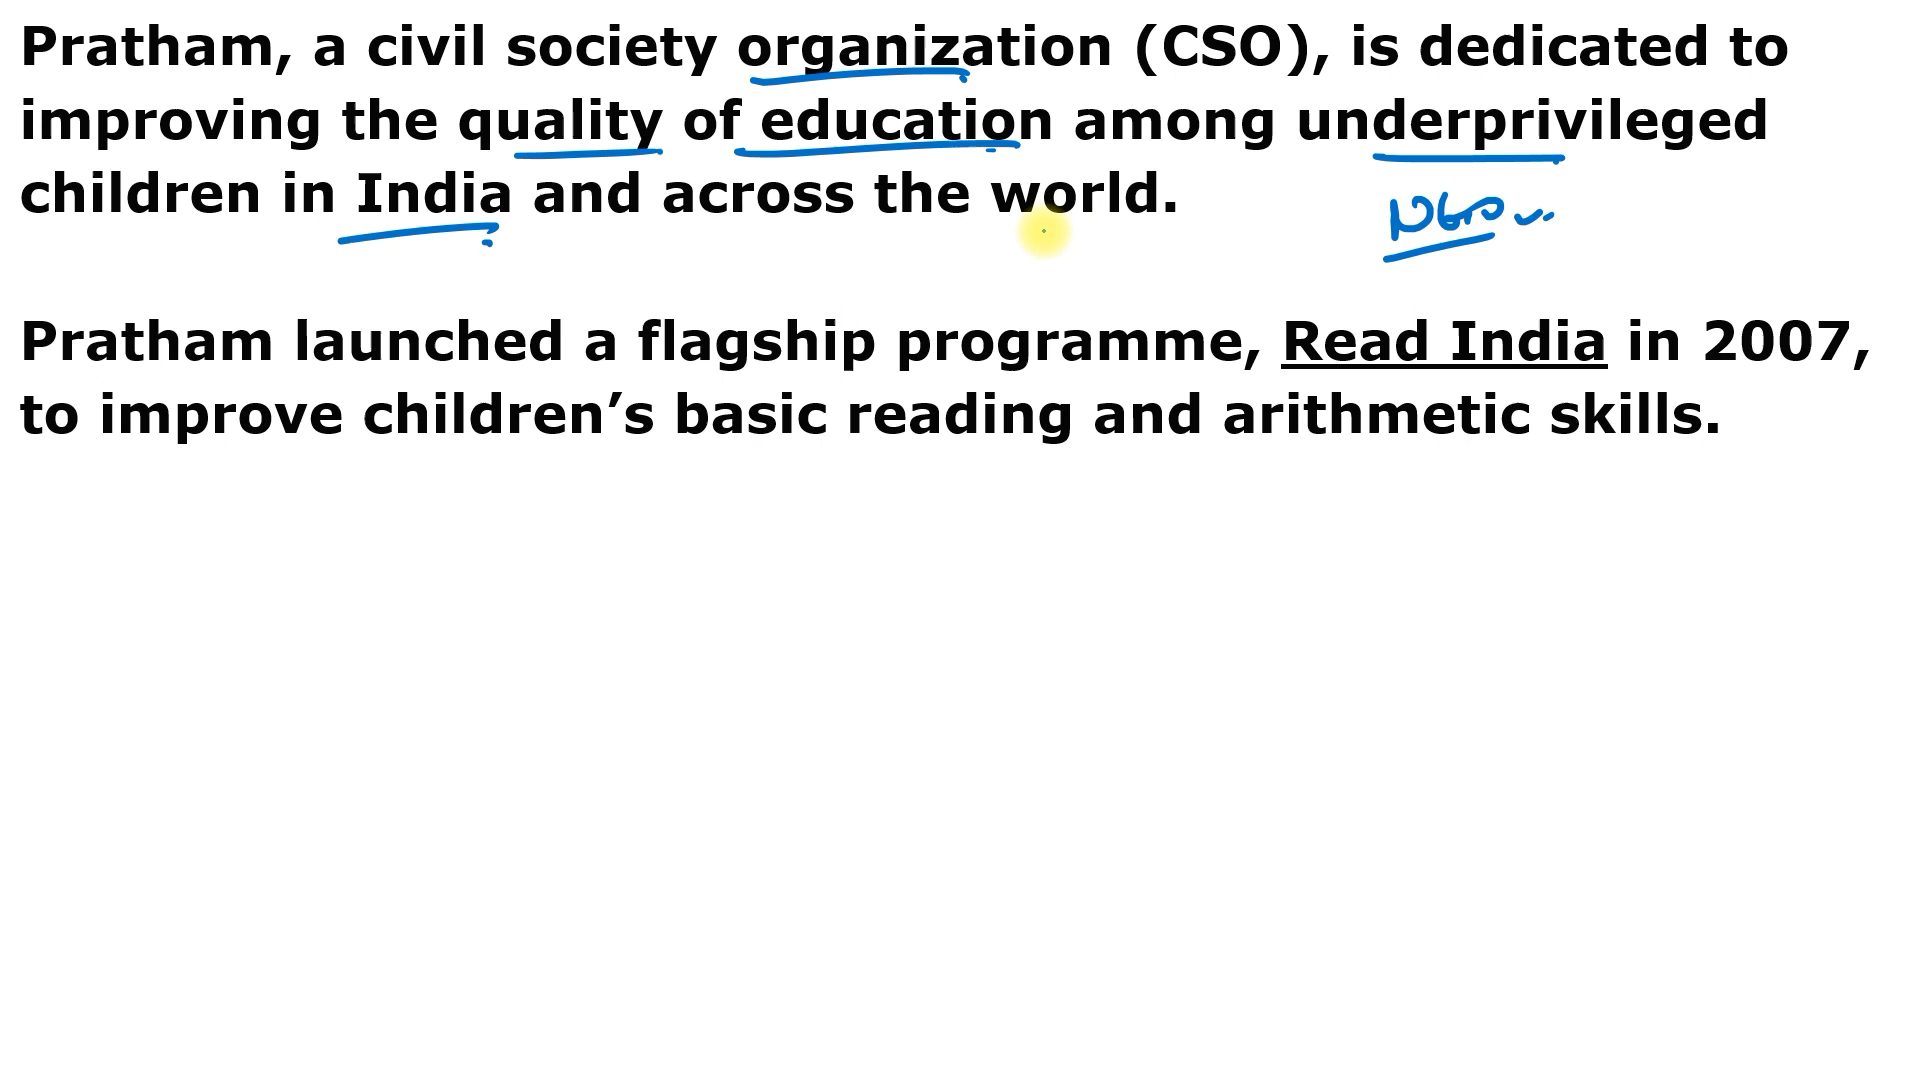 Pratham, a civil society organization (CSO), is dedicated to
improving the quality of education among underprivileged
children in India and across the world.
Pratham launched a flagship programme, Read India in 2007,
to improve children’s basic reading and arithmetic skills.